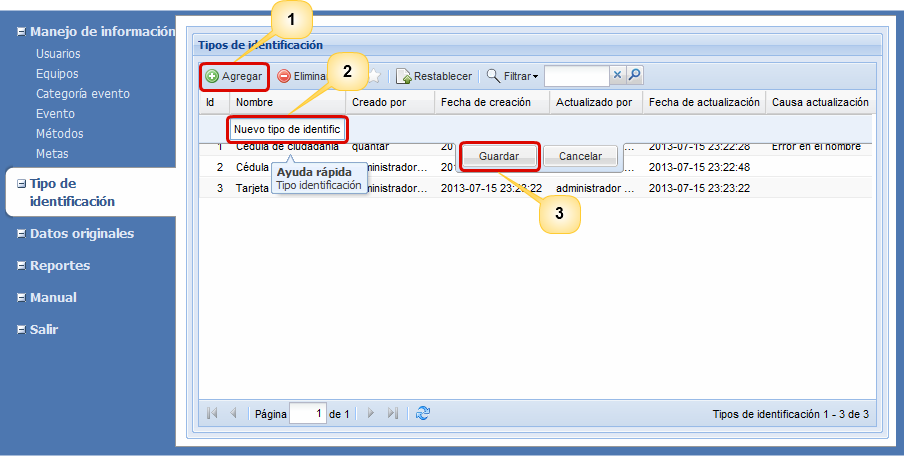 1
Manejo de información
Usuarios
Equipos
Categoría evento
Evento
Métodos
Metas
Tipo de
identificación
Datos originales
Reportes
Manual
Salir
Tipos de identificación
Agregar Elimina 2 Restablecer Filtrar
Id Nombre Creado por Fecha de creación Actualizado por Fecha de actualización Causa actualización
Nuevo tipo de identific
1 Cédula de ciudadanía quantar 20 2013-07-15 23:22:28 Error en el nombre
Guardar Cancelar
2 Cédula ministrador... 20 ... 2013-07-15 23:22:48
Ayuda rápida
Tipo identificación
3 Tarjeta ministrador... 2013-07-15 23:23:22 administrador ... 2013-07-15 23:23:22
3
Página 1 de 1 Tipos de identificación 1 - 3 de 3